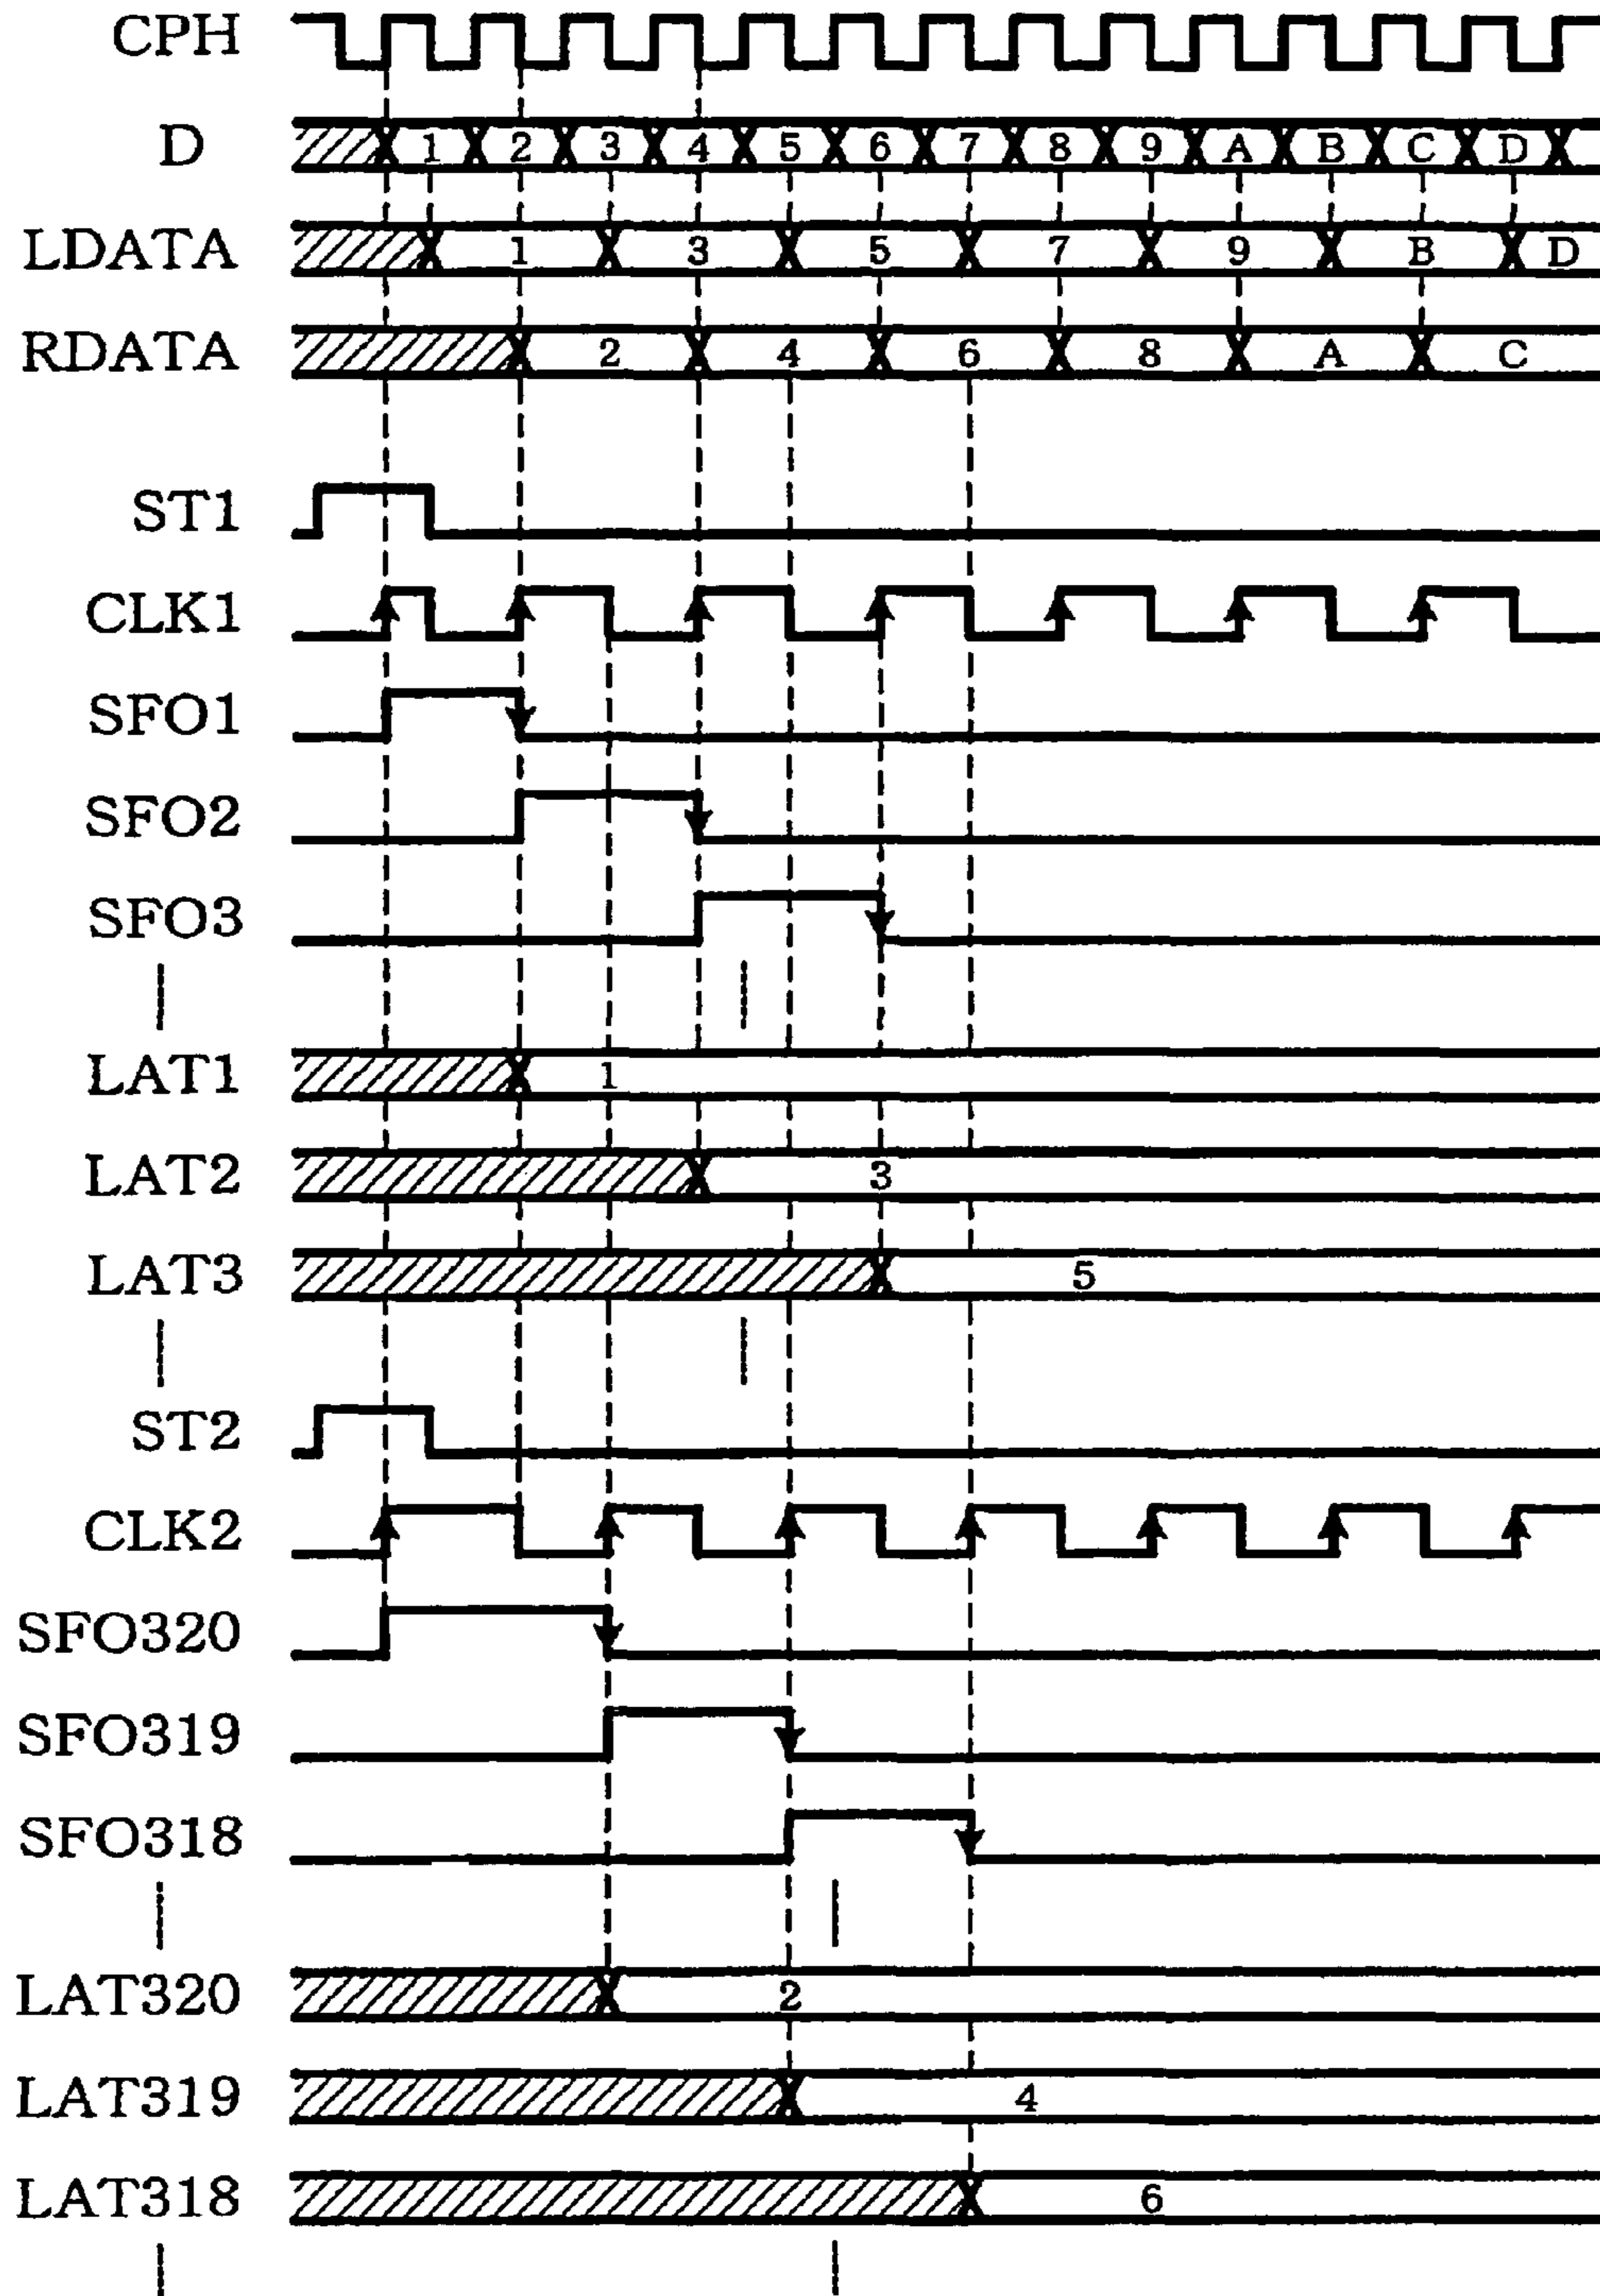 CPH
D 1 2 3 4 5 6 7 8 9 A B C D
LDATA 1 3 5 7 9 B D
RDATA 2 4 6 8 A C
ST1
CLK1
SFO1
SFO2
SFO3
LAT1 1
LAT2 3
LAT3 5
ST2
CLK2
SFO320
SFO319
SFO318
LAT320 2
LAT319 4
LAT318 6